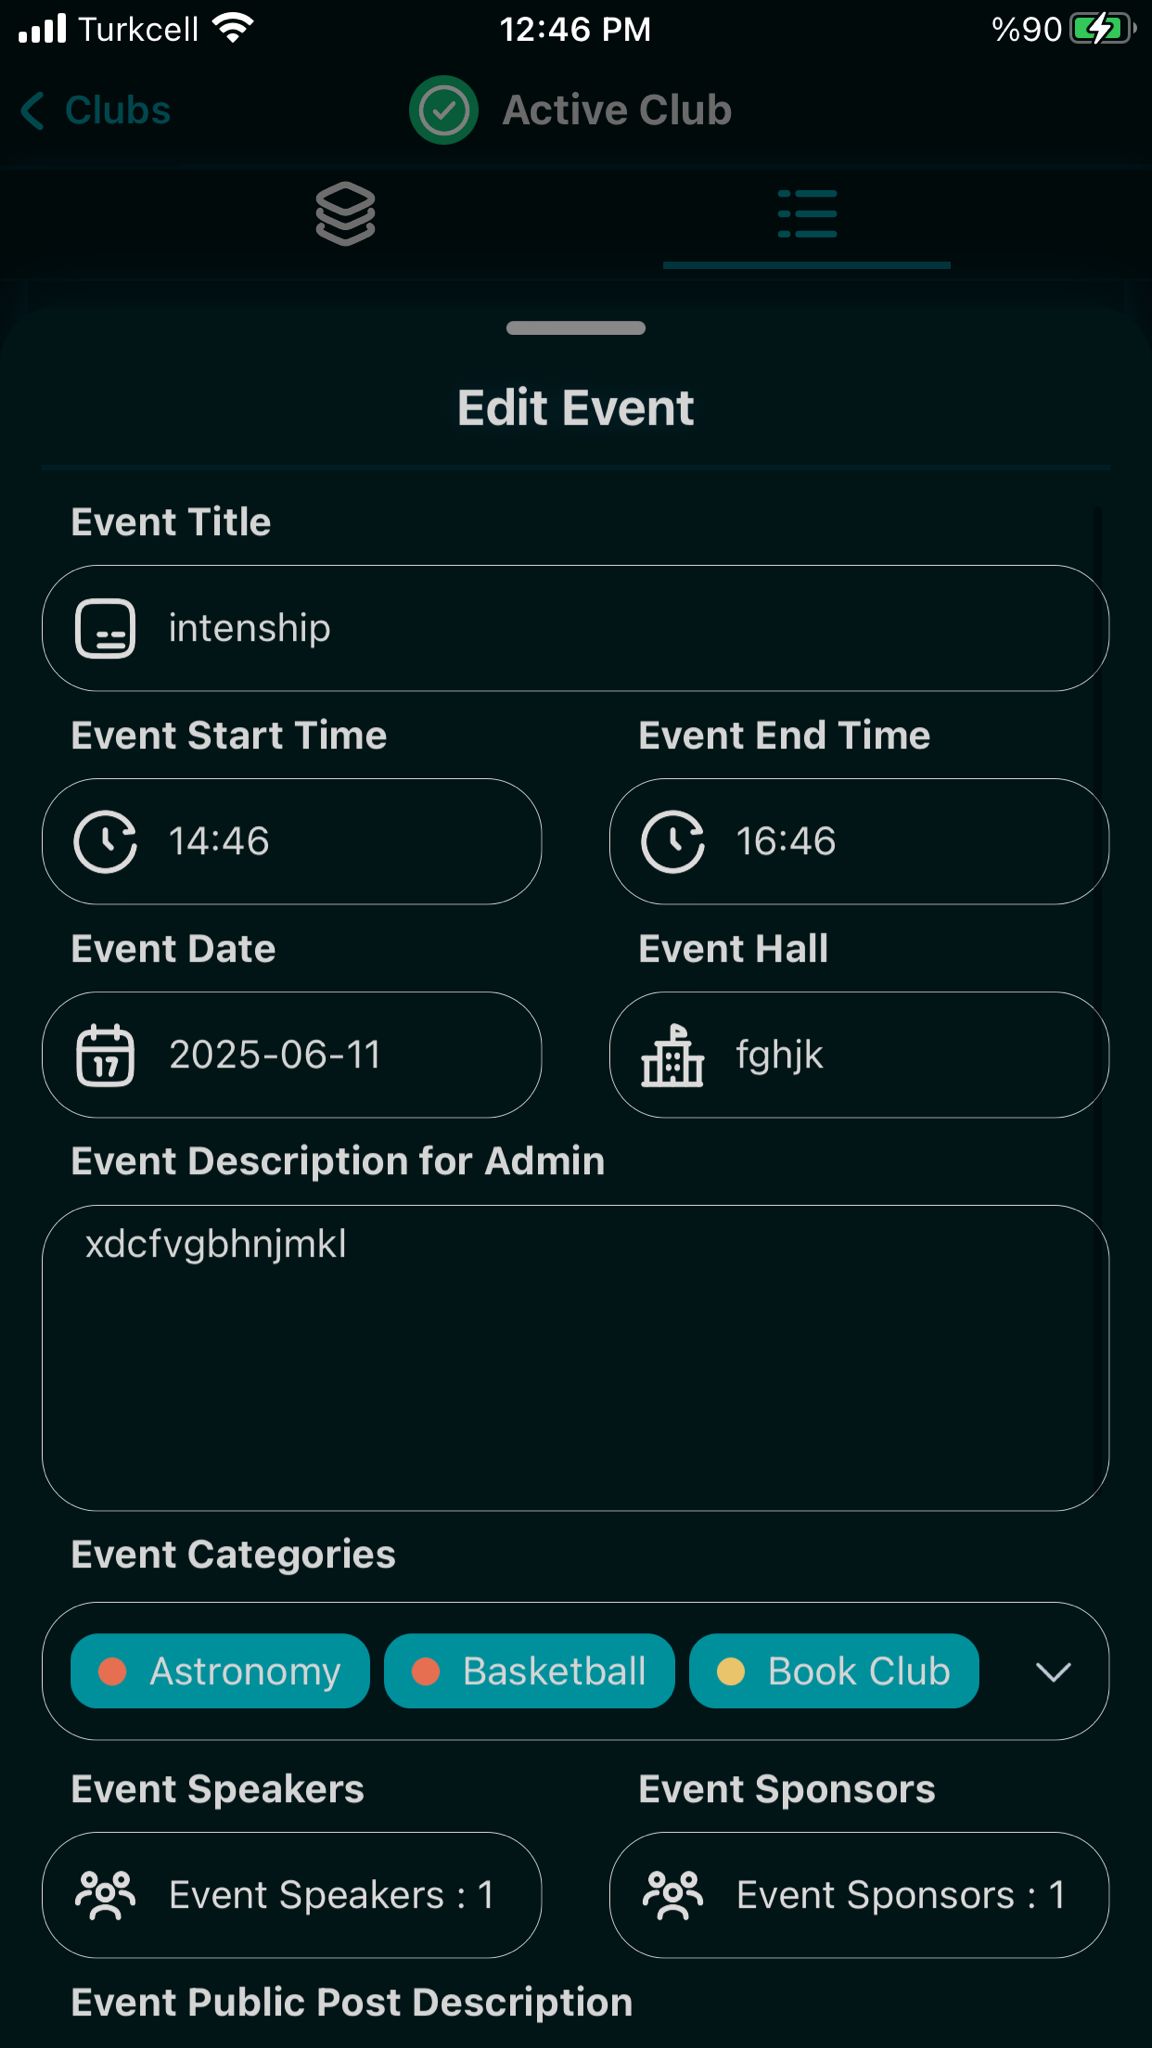 Turkcell 12:46 PM %90
Clubs Active Club
Edit Event
Event Title
intenship
Event Start Time Event End Time
14:46 16:46
Event Date Event Hall
17 2025-06-11 fghjk
Event Description for Admin
xdcfvgbhnjmkl
Event Categories
Astronomy Basketball Book Club
Event Speakers Event Sponsors
Event Speakers : 1 Event Sponsors : 1
Event Public Post Description